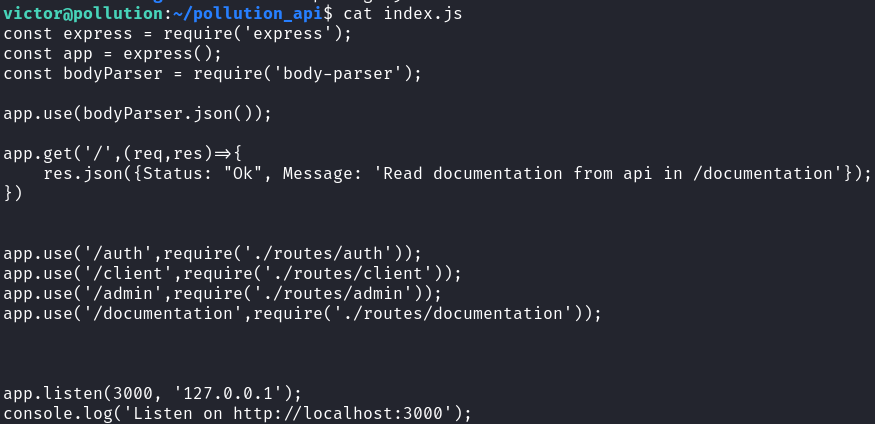 victor@pollution:~/pollution_api$ cat index.js
const express = require('express');
const app = express();
const bodyParser = require('body-parser');
app.use(bodyParser.json());
app.get('/',(req,res)=>{
    res.json({Status: "Ok", Message: 'Read documentation from api in /documentation'});
})
app.use('/auth',require('./routes/auth'));
app.use('/client',require('./routes/client'));
app.use('/admin',require('./routes/admin'));
app.use('/documentation',require('./routes/documentation'));
app.listen(3000, '127.0.0.1');
console.log('Listen on http://localhost:3000');